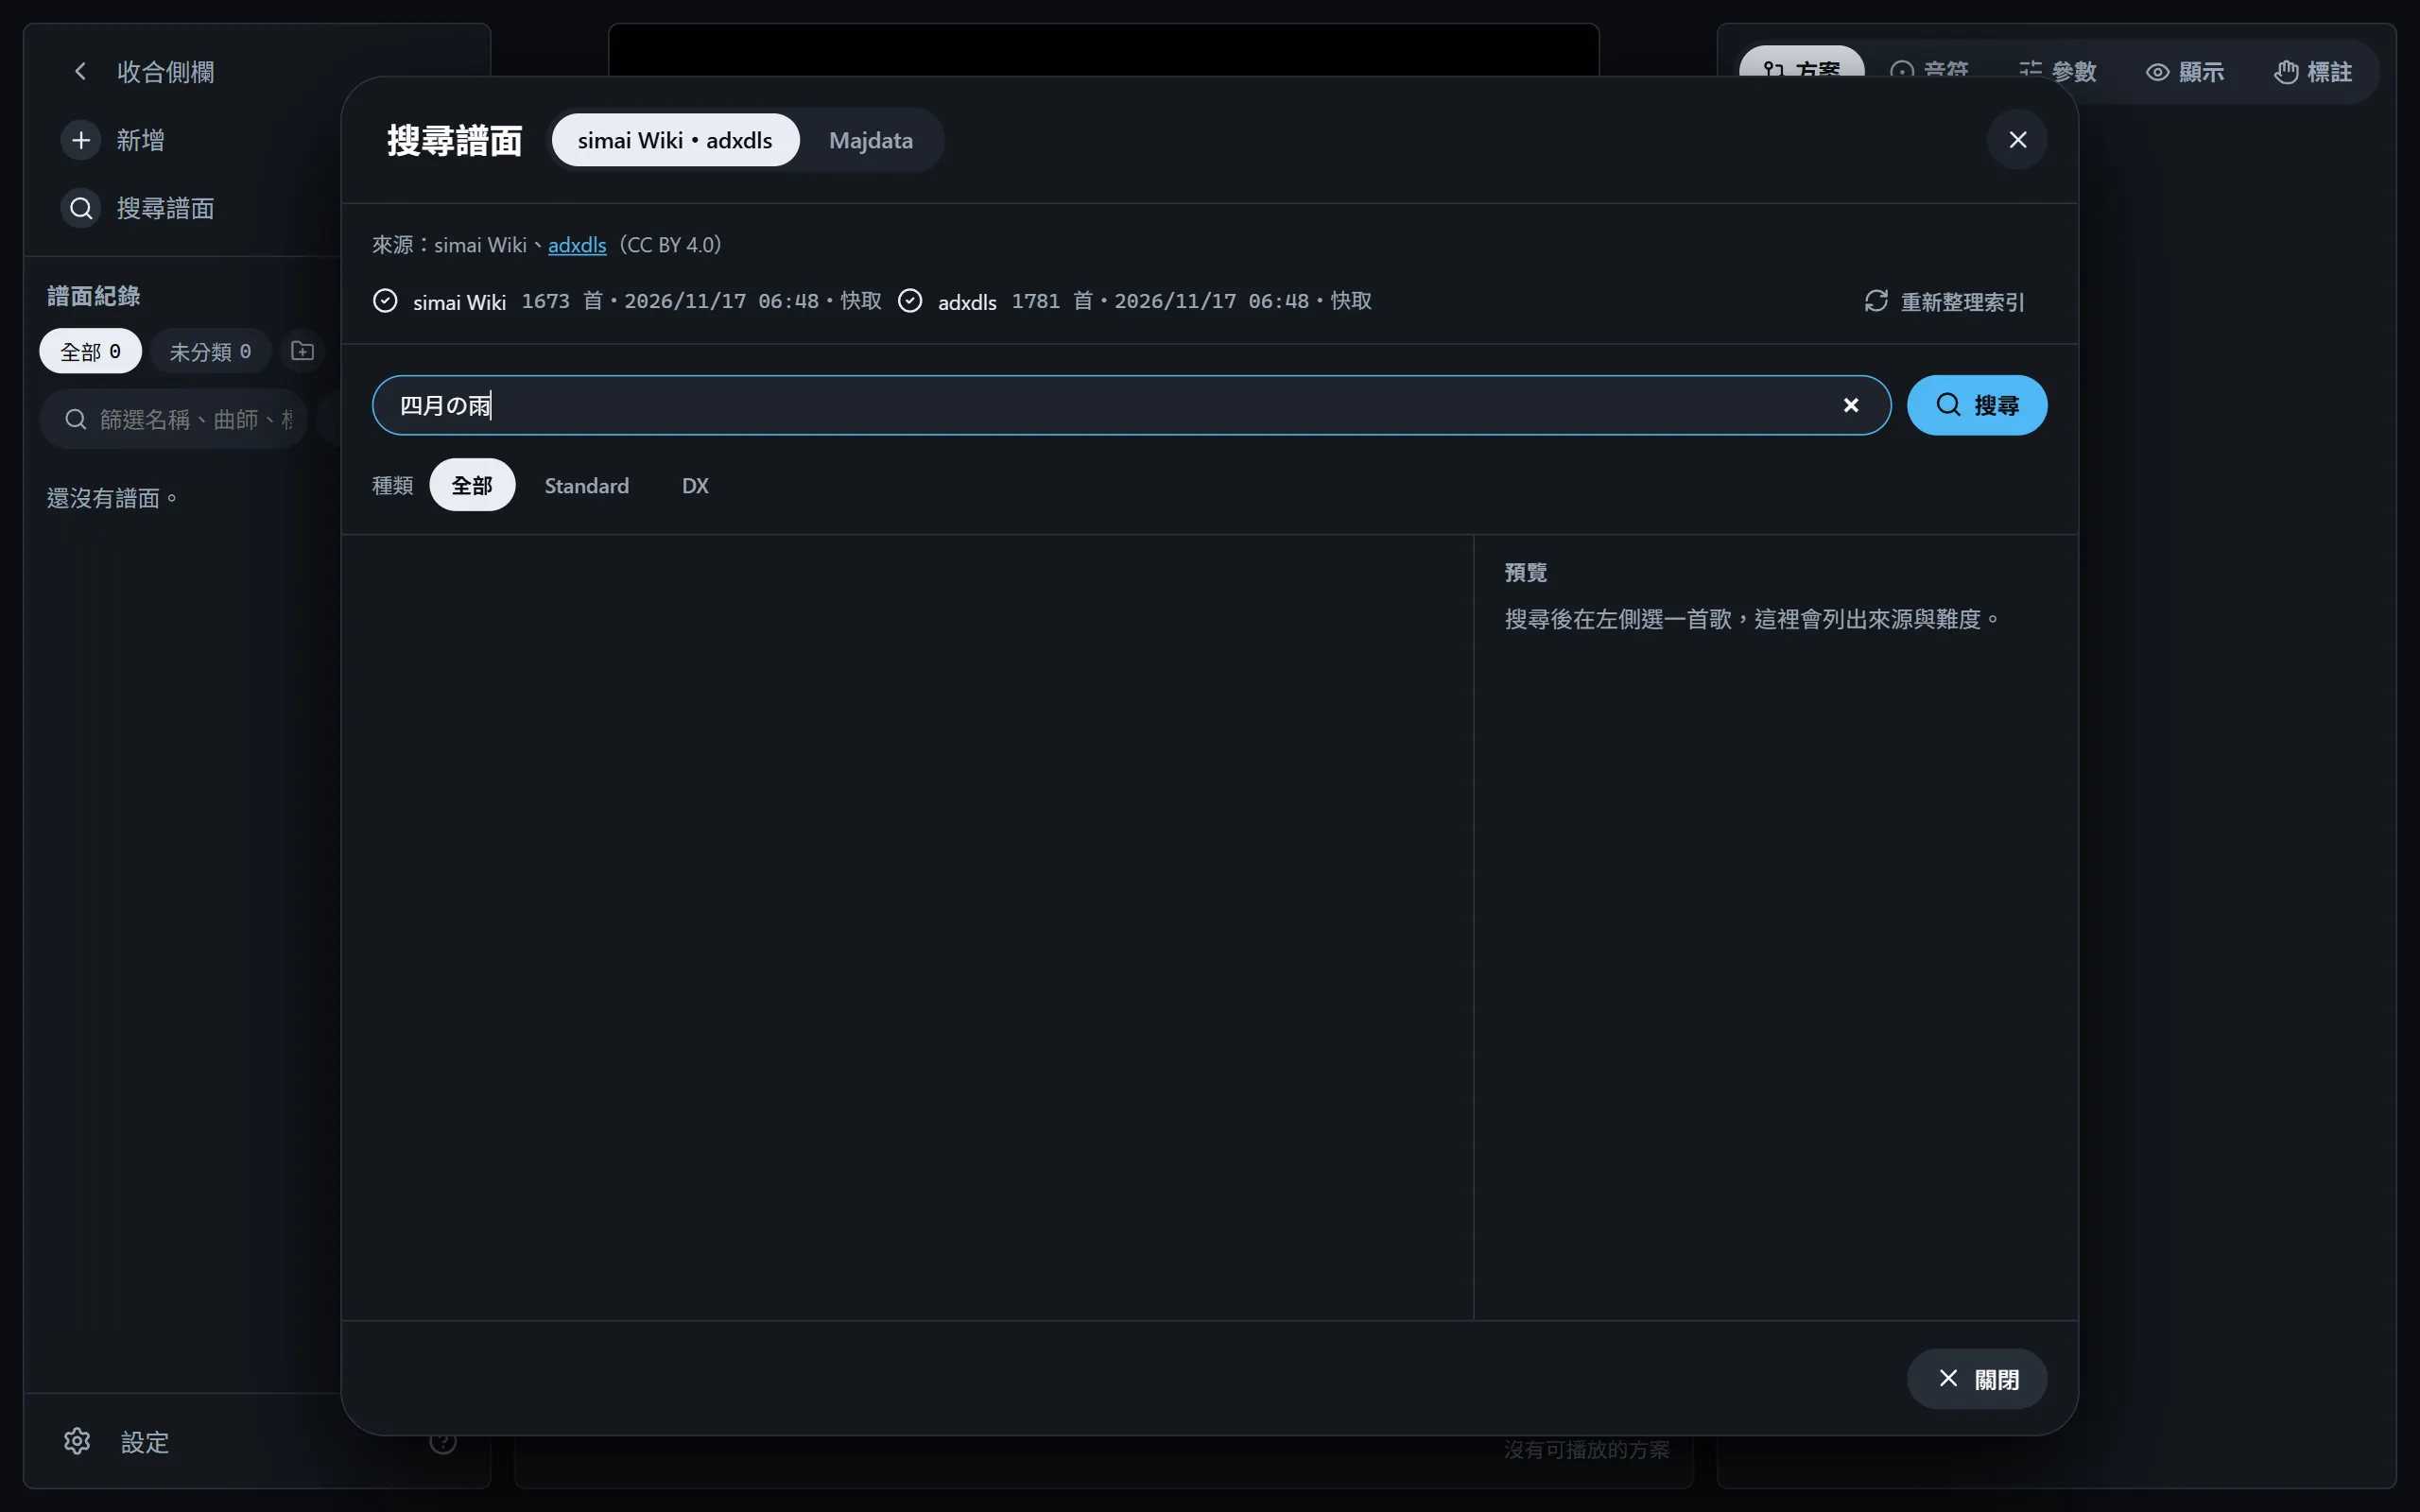 收合側欄
新增
搜尋譜面
譜面紀錄
全部 0
未分類 0
篩選名稱、曲師、
還沒有譜面。
設定
方案
音符
參數
顯示
標註
搜尋譜面
simai Wiki・adxdls
Majdata
來源：simai Wiki、adxdls（CC BY 4.0）
simai Wiki 1673 首・2026/11/17 06:48・快取
adxdls 1781 首・2026/11/17 06:48・快取
重新整理索引
四月の雨
搜尋
種類
全部
Standard
DX
預覽
搜尋後在左側選一首歌，這裡會列出來源與難度。
關閉
沒有可播放的方案